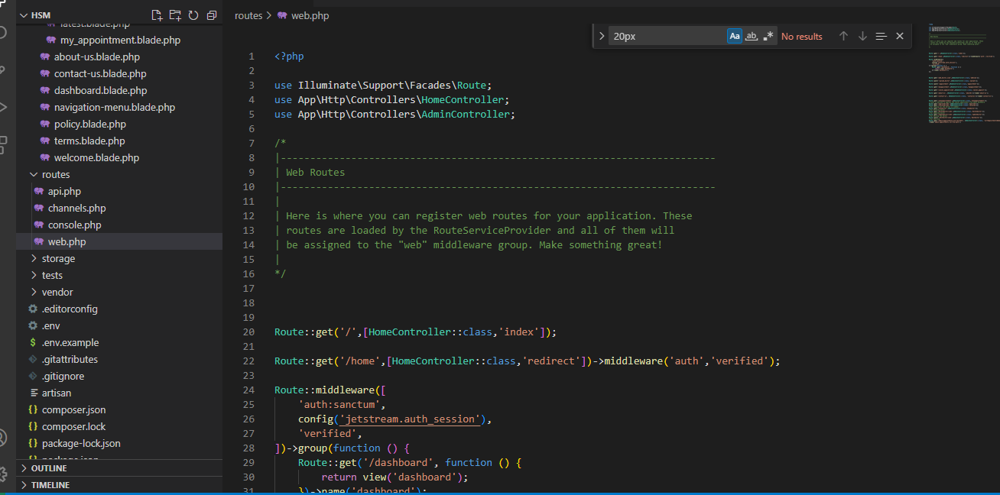 HSM
latest.blade.php
my_appointment.blade.php
about-us.blade.php
contact-us.blade.php
dashboard.blade.php
navigation-menu.blade.php
policy.blade.php
terms.blade.php
welcome.blade.php
routes
api.php
channels.php
console.php
web.php
storage
tests
vendor
.editorconfig
.env
$ .env.example
.gitattributes
.gitignore
artisan
{} composer.json
{} composer.lock
{} package-lock.json
{} package.json
OUTLINE
TIMELINE
routes > web.php
20px Aa ab .* No results
1 <?php
2
3 use Illuminate\Support\Facades\Route;
4 use App\Http\Controllers\HomeController;
5 use App\Http\Controllers\AdminController;
6
7 /*
8 |--------------------------------------------------------------------------
9 | Web Routes
10 |--------------------------------------------------------------------------
11 |
12 | Here is where you can register web routes for your application. These
13 | routes are loaded by the RouteServiceProvider and all of them will
14 | be assigned to the "web" middleware group. Make something great!
15 |
16 */
17
18
19
20 Route::get('/',[HomeController::class,'index']);
21
22 Route::get('/home',[HomeController::class,'redirect'])->middleware('auth','verified');
23
24 Route::middleware([
25 'auth:sanctum',
26 config('jetstream.auth_session'),
27 'verified',
28 ])->group(function () {
29 Route::get('/dashboard', function () {
30 return view('dashboard');
31 })->name('dashboard');